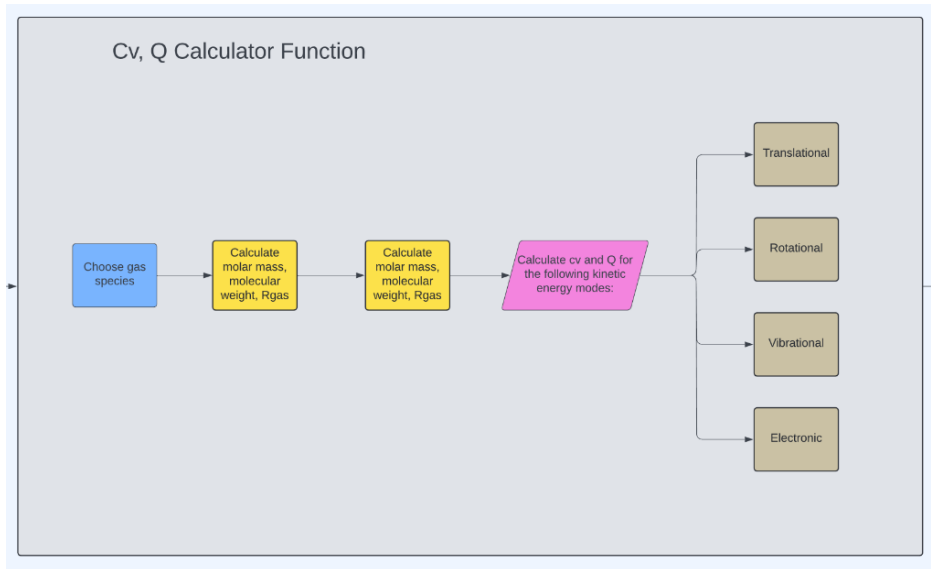 Cv, Q Calculator Function
Choose gas
species
Calculate
molar mass,
molecular
weight, Rgas
Calculate
molar mass,
molecular
weight, Rgas
Calculate cv and Q for
the following kinetic
energy modes:
Translational
Rotational
Vibrational
Electronic